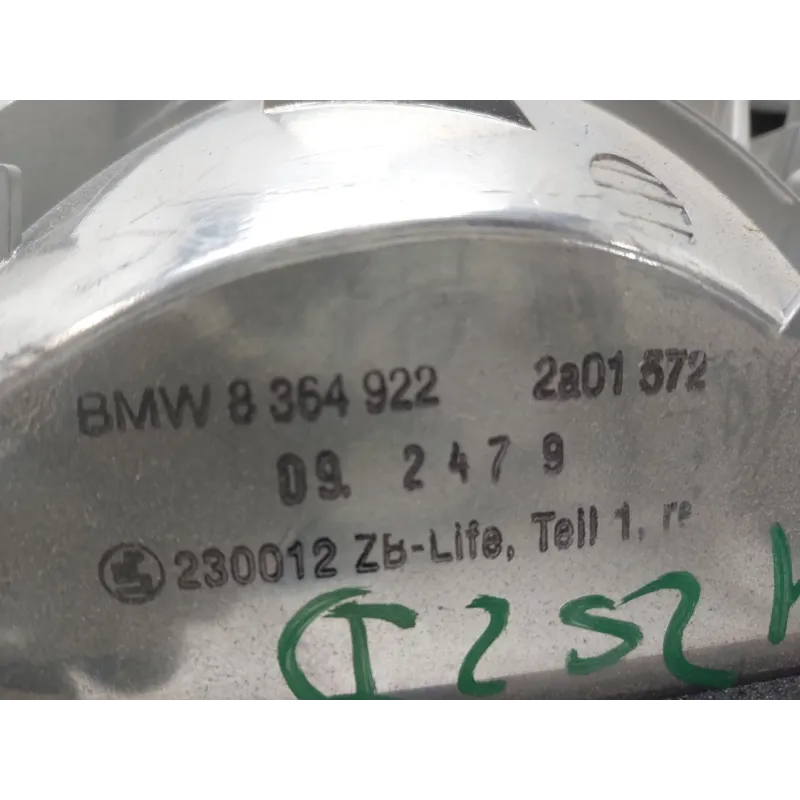 BMW 8 364 922 2a01 572
09. 2 4 7 9
230012 ZB-Life, Teil 1, re